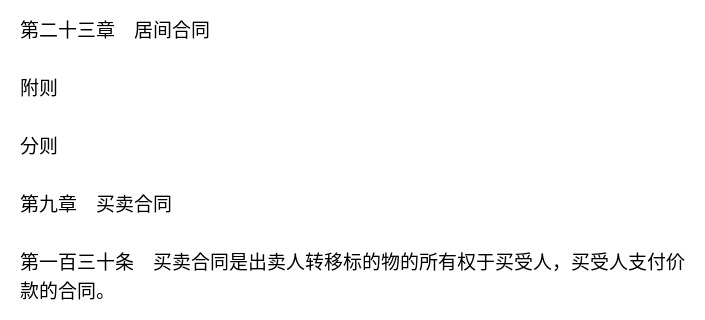 第二十三章　居间合同
附则
分则
第九章　买卖合同
第一百三十条　买卖合同是出卖人转移标的物的所有权于买受人，买受人支付价
款的合同。